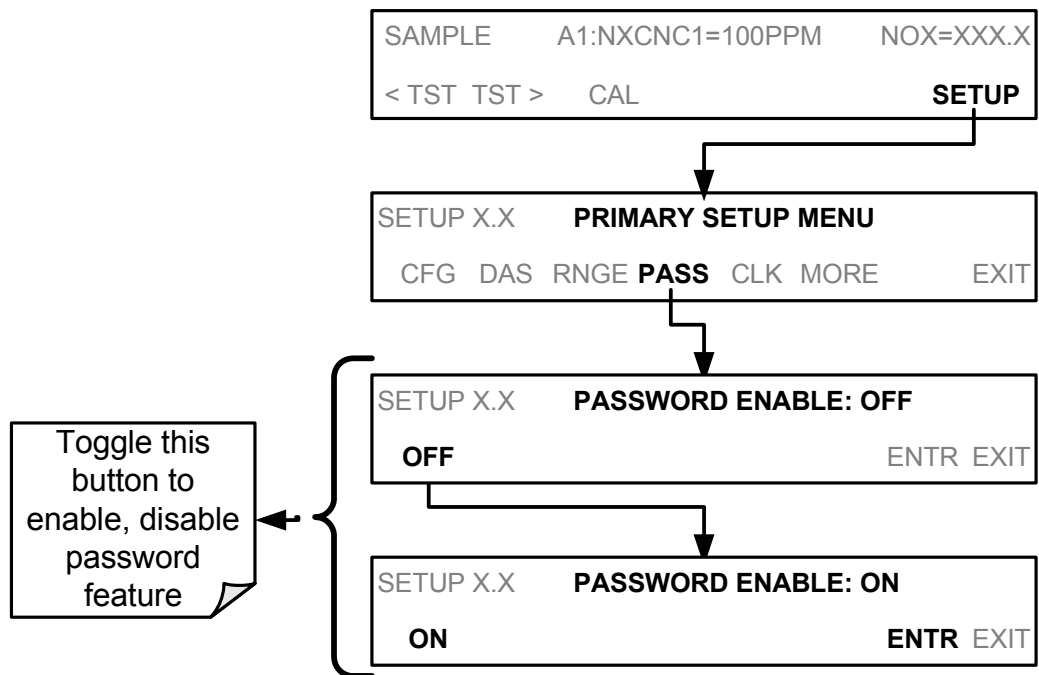 SAMPLE A1:NXCNC1=100PPM NOX=XXX.X
< TST TST > CAL SETUP
SETUP X.X PRIMARY SETUP MENU
CFG DAS RNGE PASS CLK MORE EXIT
SETUP X.X PASSWORD ENABLE: OFF
OFF ENTR EXIT
Toggle this
button to
enable, disable
password
feature
SETUP X.X PASSWORD ENABLE: ON
ON ENTR EXIT